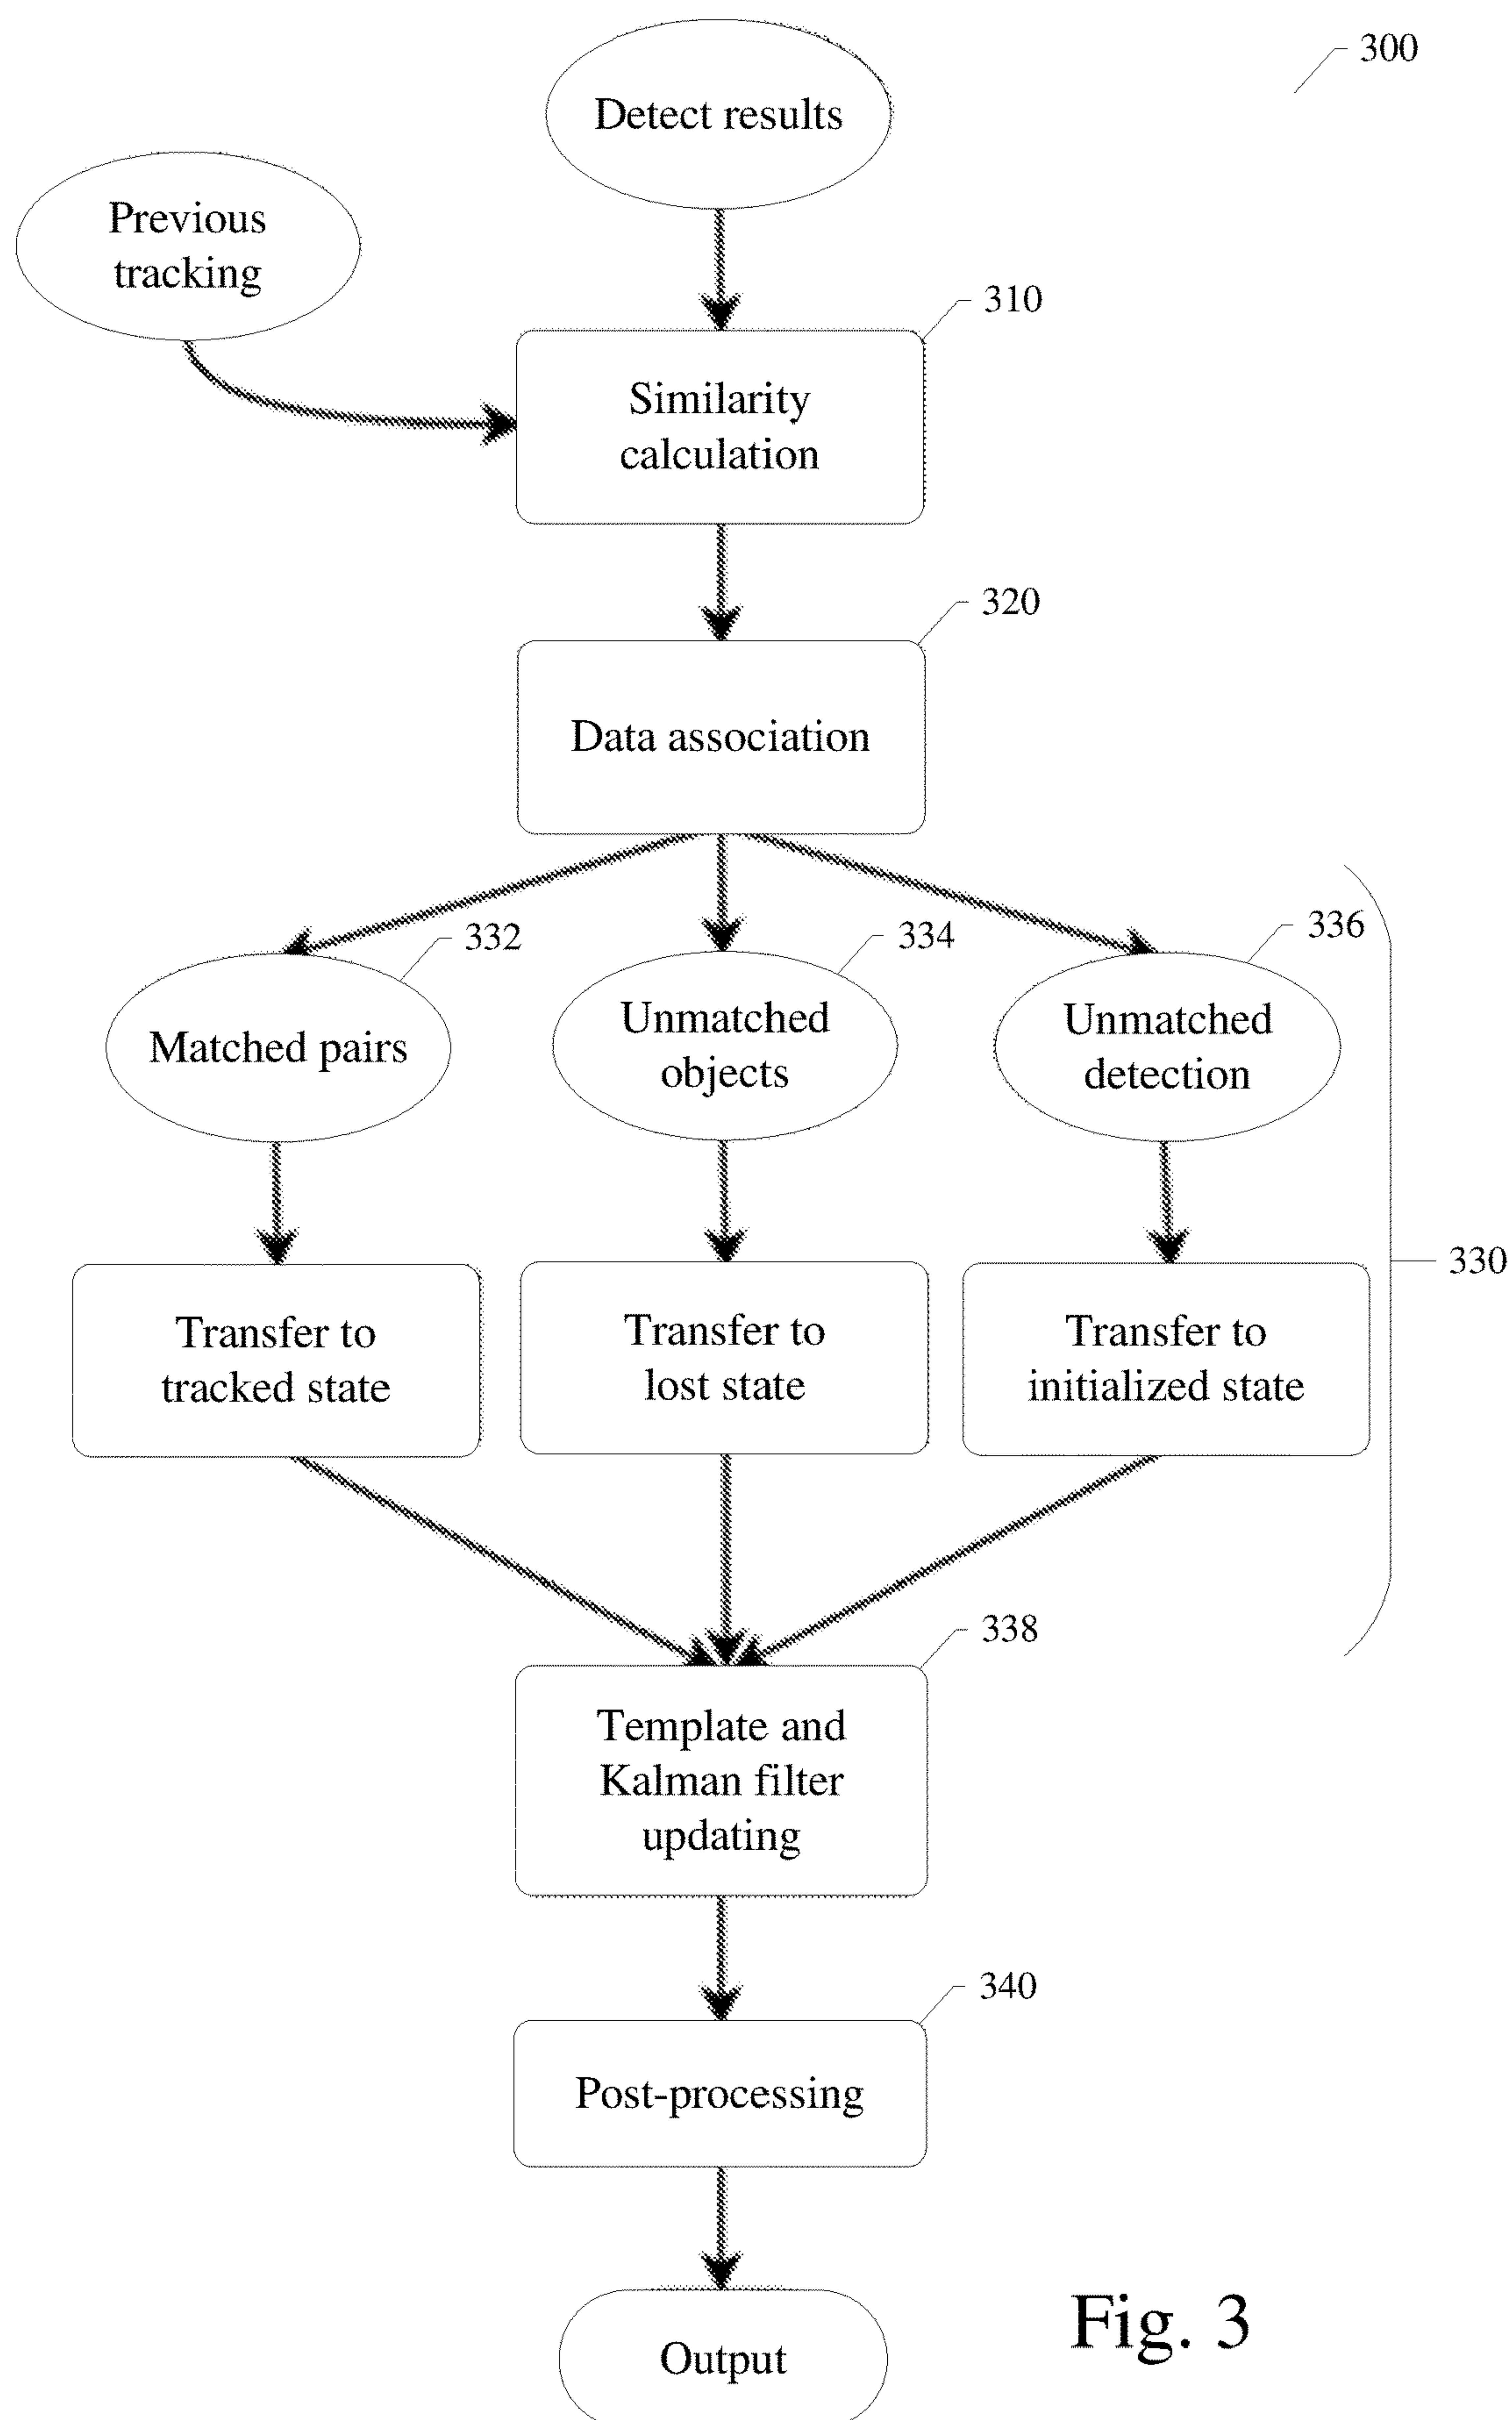 300
Detect results
Previous
tracking
310
Similarity
calculation
320
Data association
332
334
336
Matched pairs
Unmatched
objects
Unmatched
detection
330
Transfer to
tracked state
Transfer to
lost state
Transfer to
initialized state
338
Template and
Kalman filter
updating
340
Post-processing
Output
Fig. 3